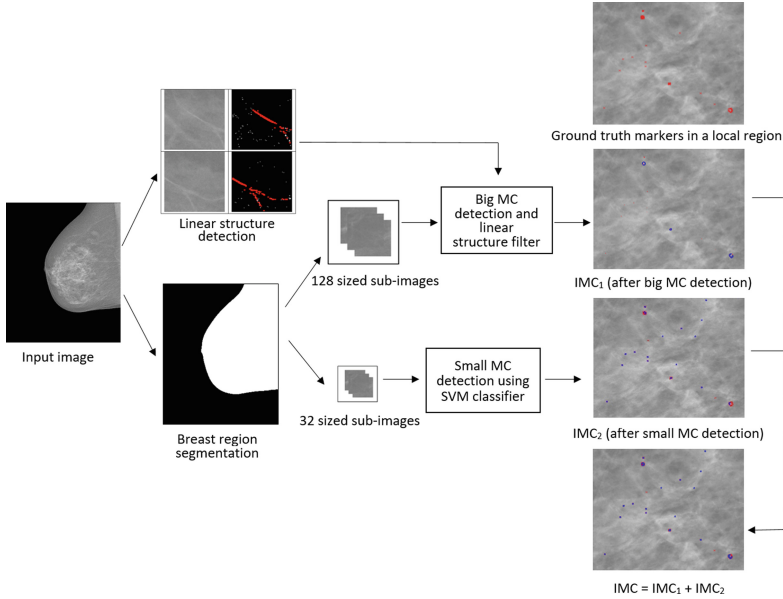 Ground truth markers in a local region
Linear structure
detection
Big MC
detection and
linear
structure filter
128 sized sub-images
IMC₁ (after big MC detection)
Input image
Small MC
detection using
SVM classifier
32 sized sub-images
Breast region
segmentation
IMC₂ (after small MC detection)
IMC = IMC₁ + IMC₂